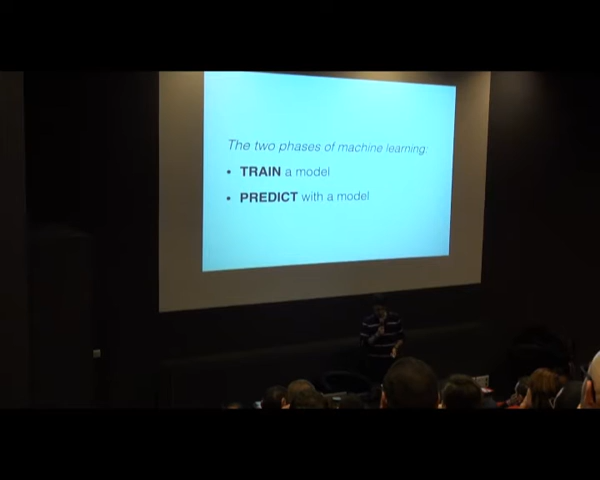 The two phases of machine learning:
• TRAIN a model
• PREDICT with a model